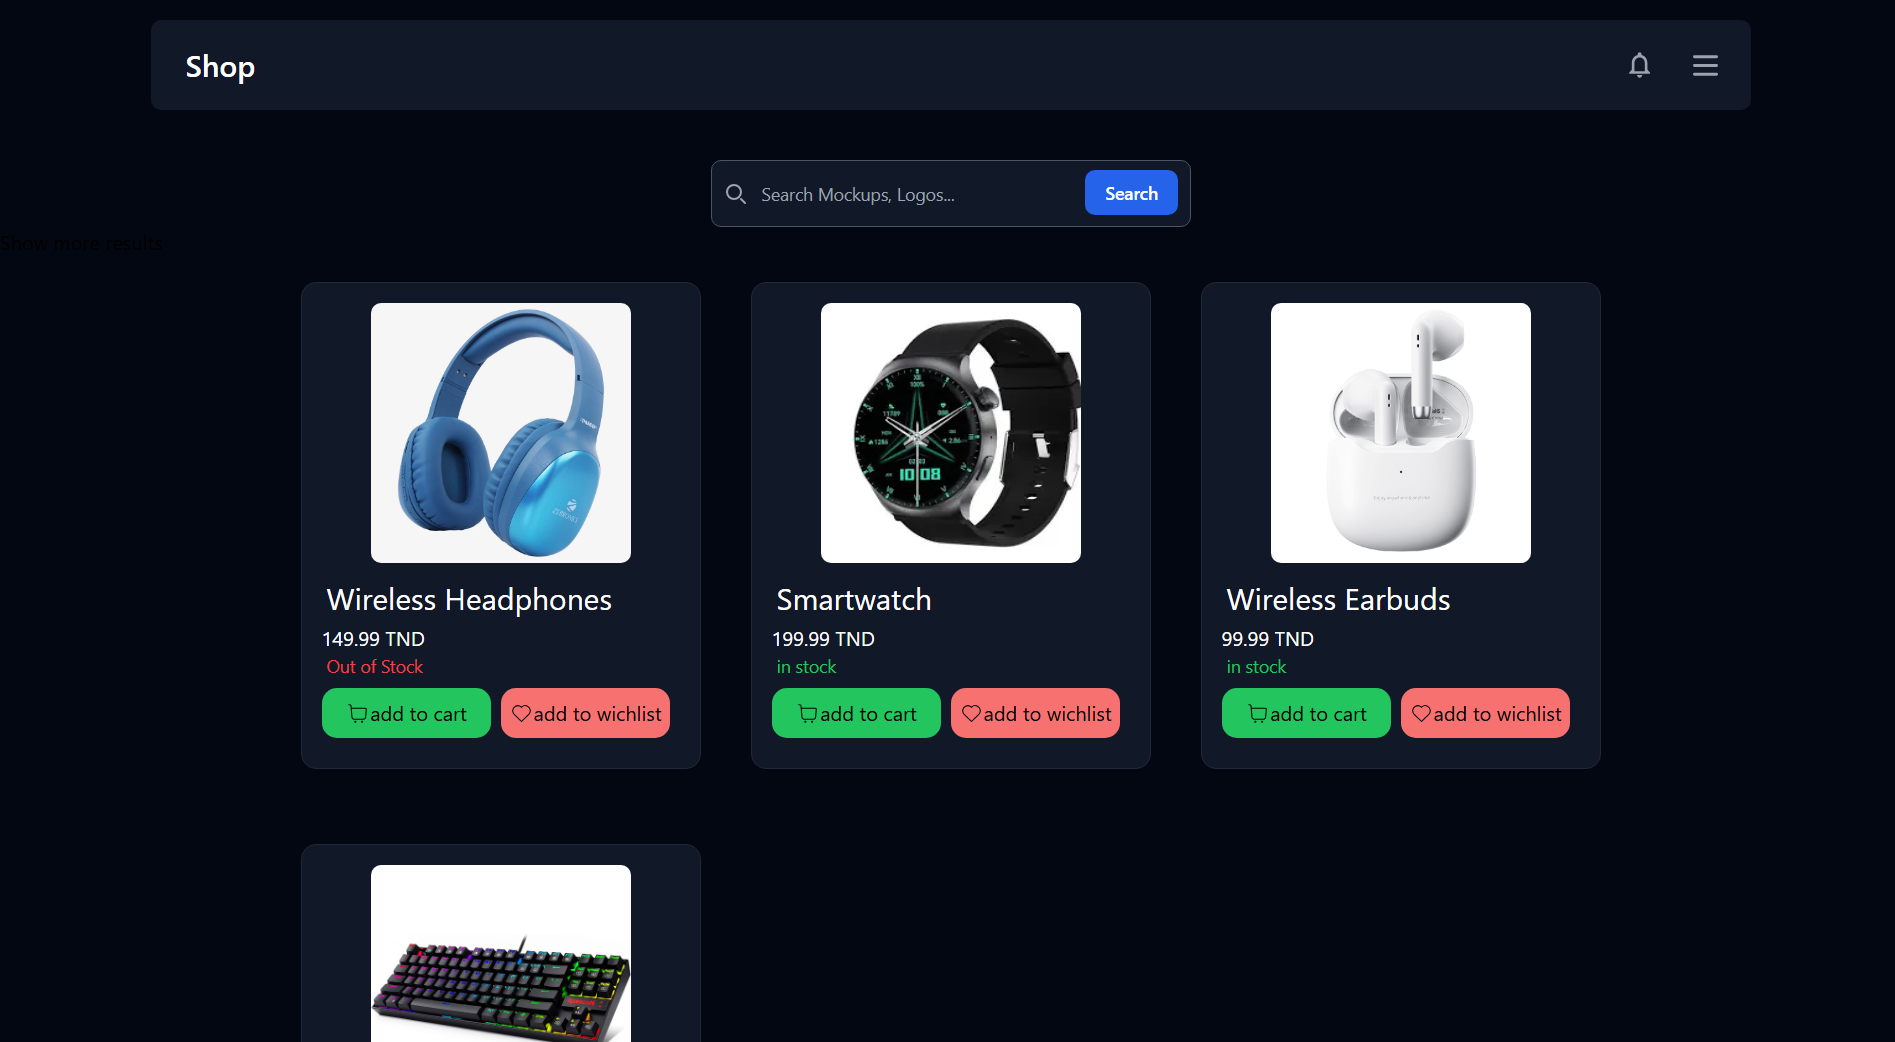 Shop
Search Mockups, Logos...
Search
Show more results
Wireless Headphones
149.99 TND
Out of Stock
add to cart
add to wichlist
Smartwatch
199.99 TND
in stock
add to cart
add to wichlist
Wireless Earbuds
99.99 TND
in stock
add to cart
add to wichlist
10:08